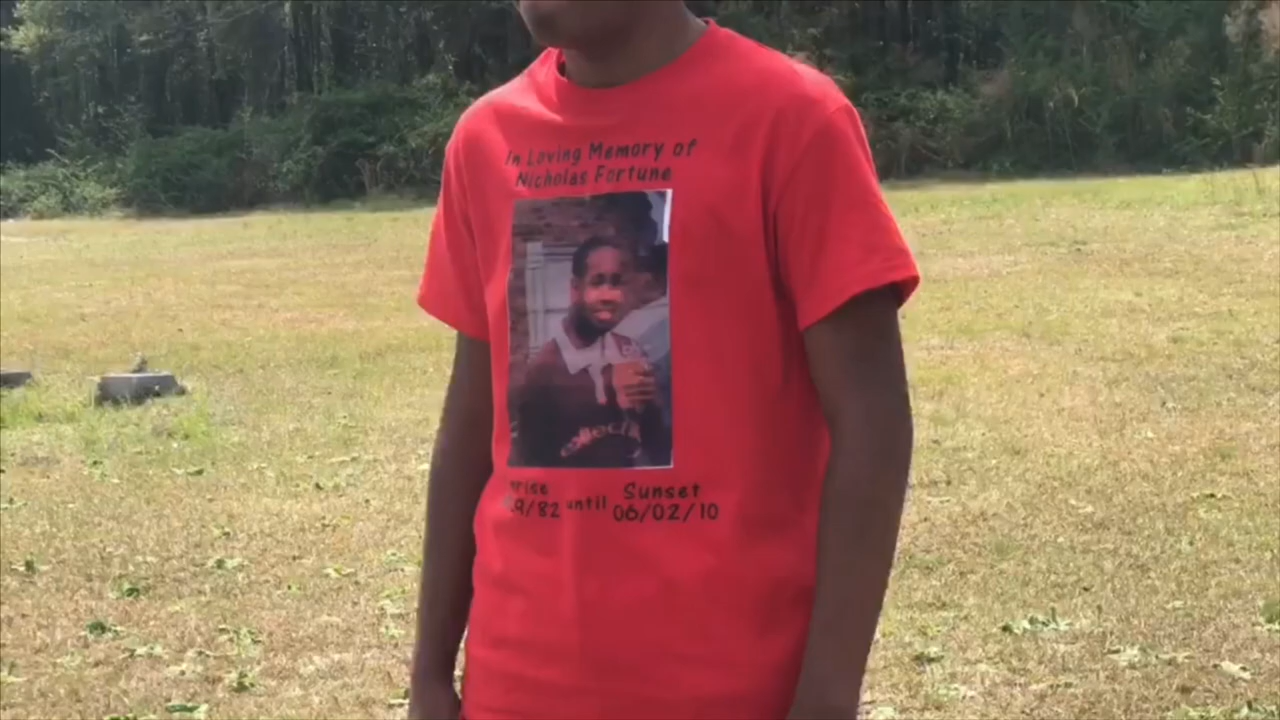 In Loving Memory of
Nicholas Fortune
Sunset
until
06/02/10